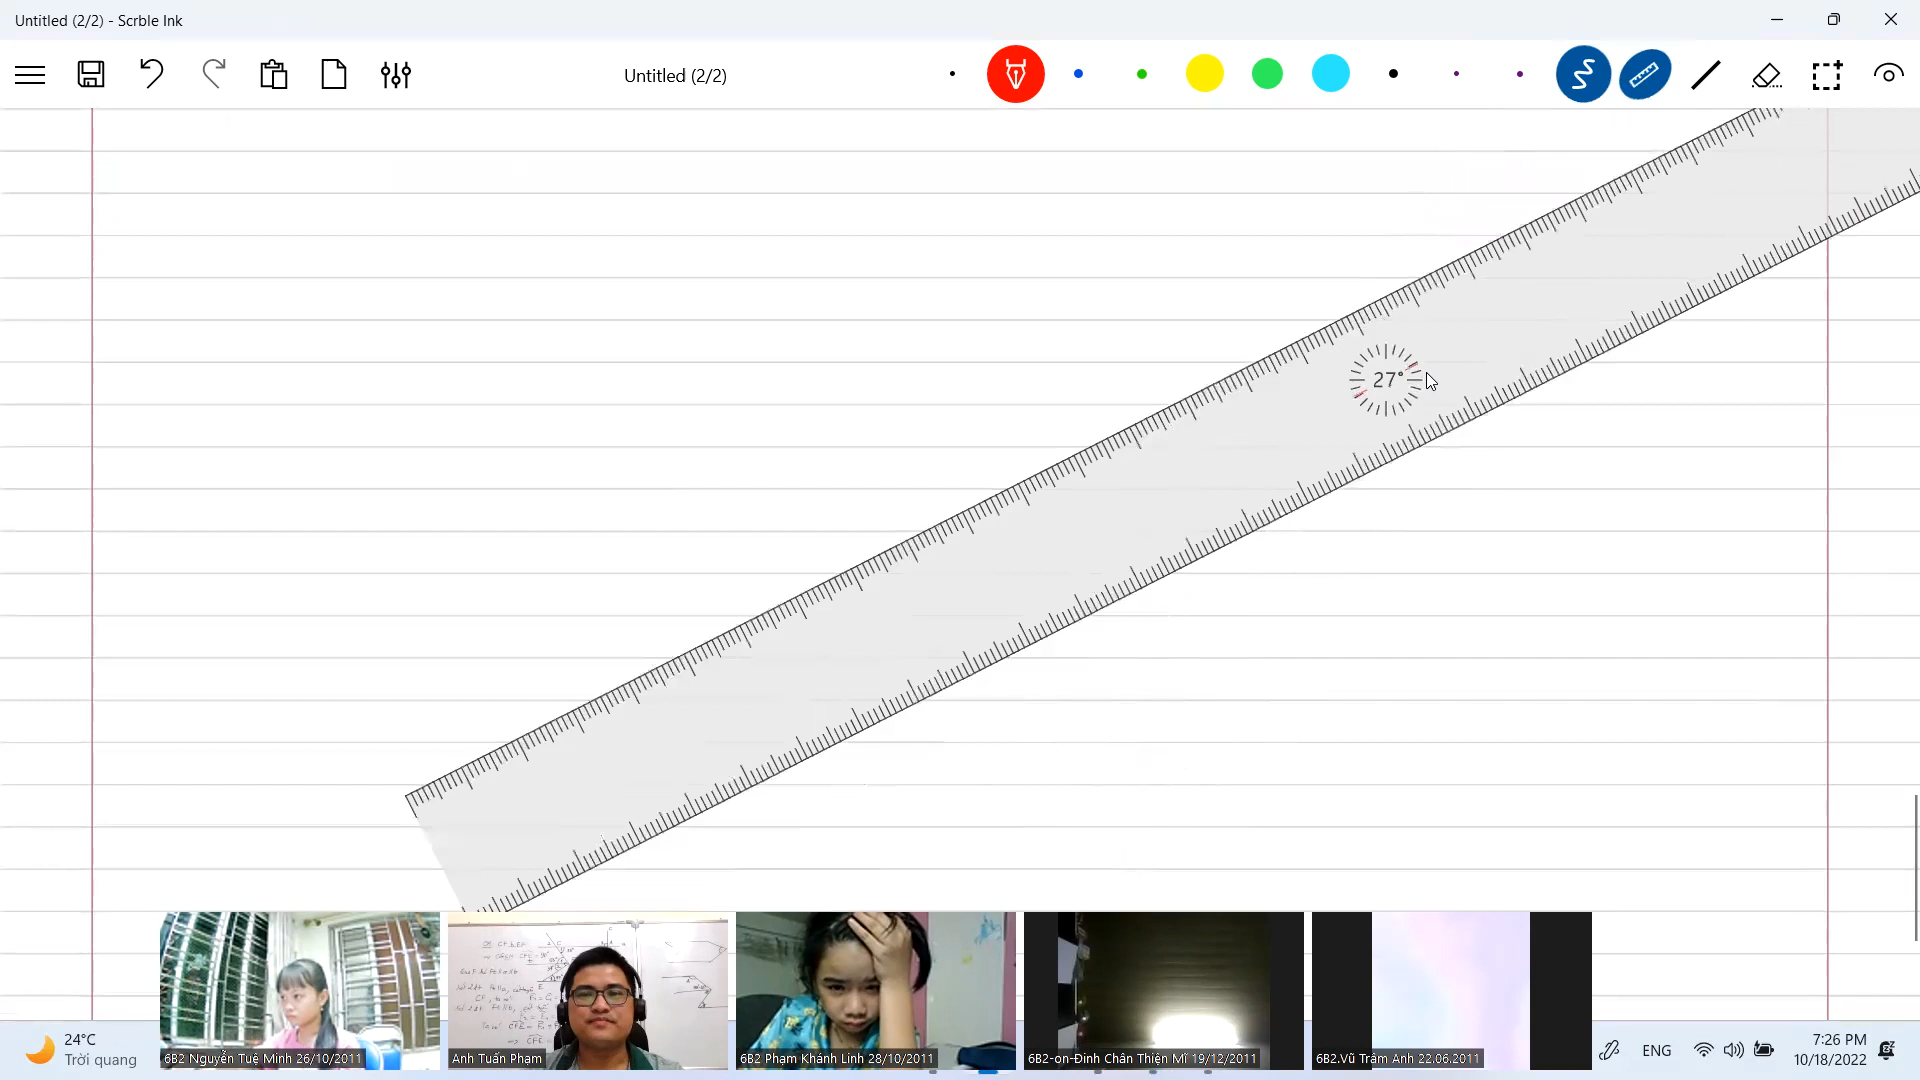 Untitled (2/2) - Scrble Ink
Untitled (2/2)
27°
6B2 Nguyễn Tuệ Minh 26/10/2011
Anh Tuấn Phạm
6B2 Phạm Khánh Linh 28/10/2011
6B2-on-Đinh Chân Thiện Mĩ 19/12/2011
6B2.Vũ Trâm Anh 22.06.2011
24°C
Trời quang
ENG
7:26 PM
10/18/2022